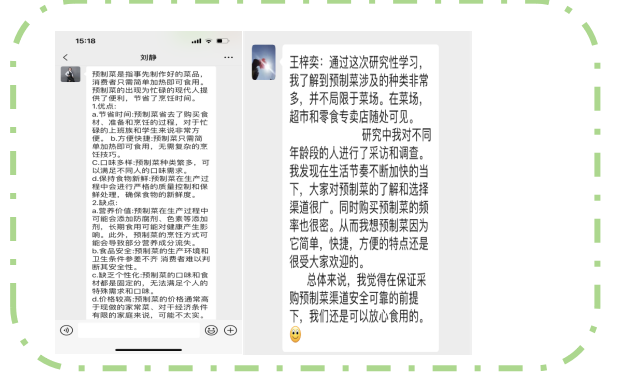 15:18
刘静
预制菜是指事先制作好的菜品，
消费者只需简单加热即可食用。
预制菜的出现为忙碌的现代人提
供了便利，节省了烹饪时间。
1.优点:
a.节省时间:预制菜省去了购买食
材、准备和烹饪的过程，对于忙
碌的上班族和学生来说非常方
便。 b.方便快捷:预制菜只需简
单加热即可食用，无需复杂的烹
饪技巧。
C.口味多样:预制菜种类繁多，可
以满足不同人的口味需求。
d.保持食物新鲜:预制菜在生产过
程中会进行严格的质量控制和保
鲜处理，确保食物的新鲜度。
2.缺点:
a.营养价值:预制菜在生产过程中
可能会添加防腐剂、色素等添加
剂，长期食用可能对健康产生影
响。此外，预制菜的烹饪方式可
能会导致部分营养成分流失。
b.食品安全:预制菜的生产环境和
卫生条件参差不齐 消费者难以判
断其安全性。
c.缺乏个性化:预制菜的口味和食
材都是固定的，无法满足个人的
特殊需求和口味。
d.价格较高:预制菜的价格通常高
于现做的家常菜、对于经济条件
有限的家庭来说，可能不太实。
王梓奕：通过这次研究性学习，
我了解到预制菜涉及的种类非常
多，并不局限于菜场。在菜场，
超市和零食专卖店随处可见。
研究中我对不同
年龄段的人进行了采访和调查。
我发现在生活节奏不断加快的当
下，大家对预制菜的了解和选择
渠道很广。同时购买预制菜的频
率也很密。从而我想预制菜因为
它简单，快捷，方便的特点还是
很受大家欢迎的。
总体来说，我觉得在保证采
购预制菜渠道安全可靠的前提
下，我们还是可以放心食用的。